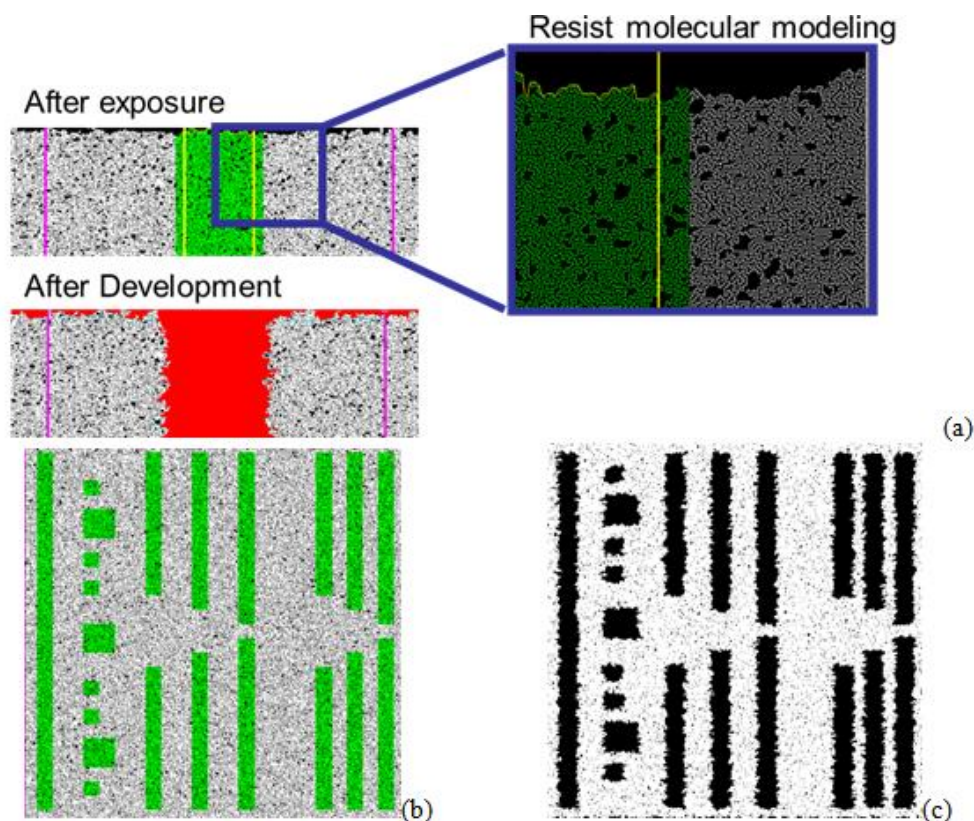 Resist molecular modeling
After exposure
After Development
(a)
(b)
(c)